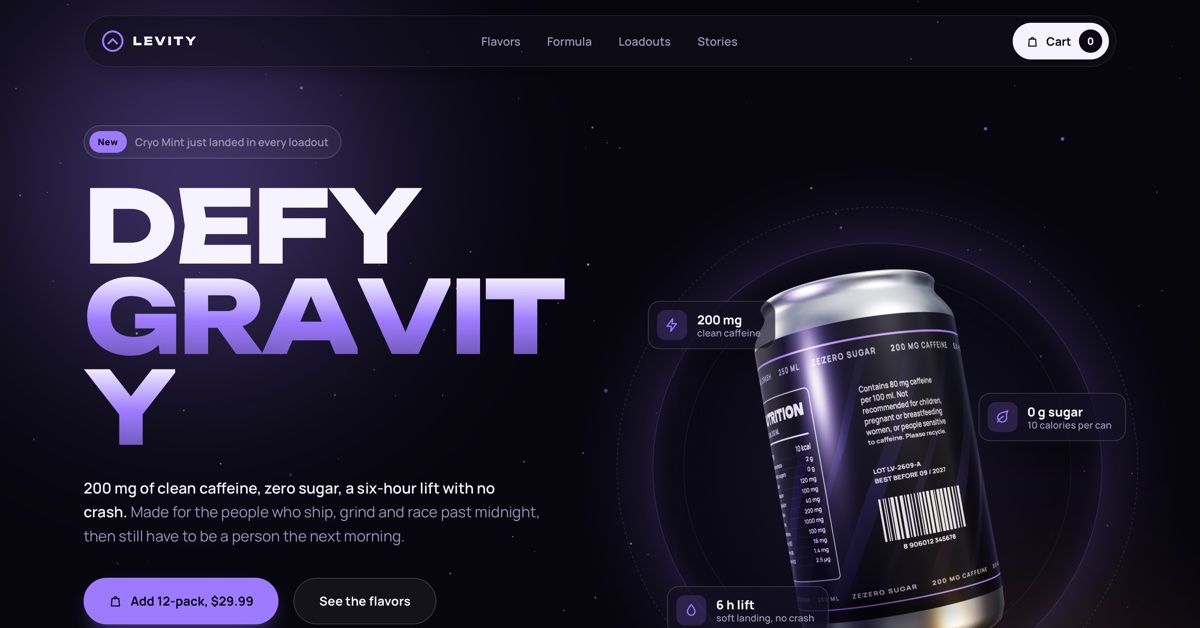 LEVITY
Flavors
Formula
Loadouts
Stories
Cart 0
New Cryo Mint just landed in every loadout
DEFY
GRAVIT
Y
200 mg of clean caffeine, zero sugar, a six-hour lift with no
crash. Made for the people who ship, grind and race past midnight,
then still have to be a person the next morning.
Add 12-pack, $29.99
See the flavors
200 mg
clean caffeine
0 g sugar
10 calories per can
6 h lift
soft landing, no crash
250 ML ZEZERO SUGAR 200 MG CAFFEINE
Contains 80 mg caffeine
per 100 ml. Not
recommended for children,
pregnant or breastfeeding
women, or people sensitive
to caffeine. Please recycle.
LOT LV-2609-A
BEST BEFORE 09 / 2027
8 906012 345678
10 kcal
2 g
0 g
120 mg
100 mg
40 mg
200 mg
1000 mg
100 mg
16 mg
1.4 mg
2.5 µg
ML ZEZERO SUGAR 200 MG CAFFEINE